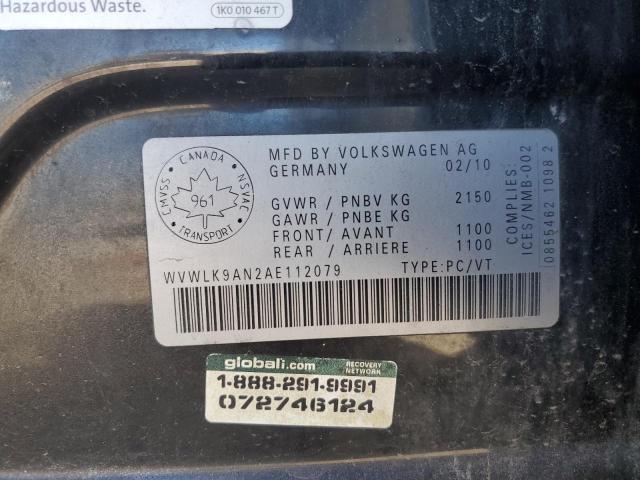 Hazardous Waste.
1K0 010 467 T
CANADA
CMVSS
NSVAC
961
TRANSPORT
MFD BY VOLKSWAGEN AG
GERMANY 02/10
GVWR / PNBV KG 2150
GAWR / PNBE KG
FRONT/ AVANT 1100
REAR / ARRIERE 1100
WVWLK9AN2AE112079 TYPE:PC/VT
COMPLIES:
ICES/NMB-002
0855462 1098 2
globali.com RECOVERY
NETWORK
1-888-291-9991
072746124